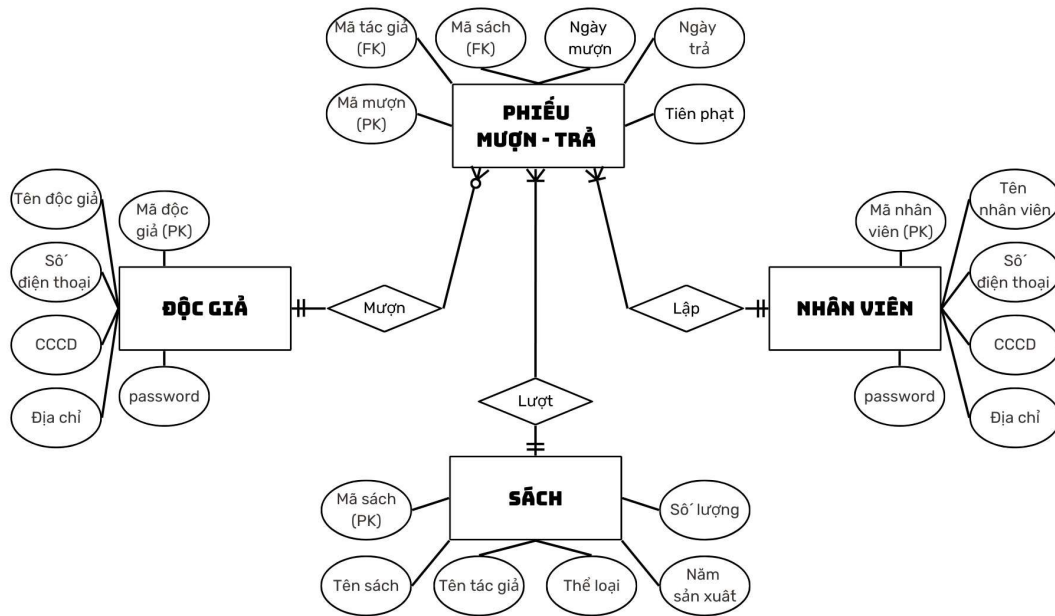 Mã tác giả
(FK)
Mã sách
(FK)
Ngày
mượn
Ngày
trả
Mã mượn
(PK)
PHIẾU
MƯỢN - TRẢ
Tiên phạt
Tên độc giả
Mã độc
giả (PK)
Số
điện thoại
CCCD
Địa chỉ
password
ĐỘC GIẢ
Mượn
Lập
Mã nhân
viên (PK)
Tên
nhân viên
Số
điện thoại
CCCD
Địa chỉ
password
NHÂN VIÊN
Lượt
SÁCH
Mã sách
(PK)
Số lượng
Tên sách
Tên tác giả
Thể loại
Năm
sản xuất